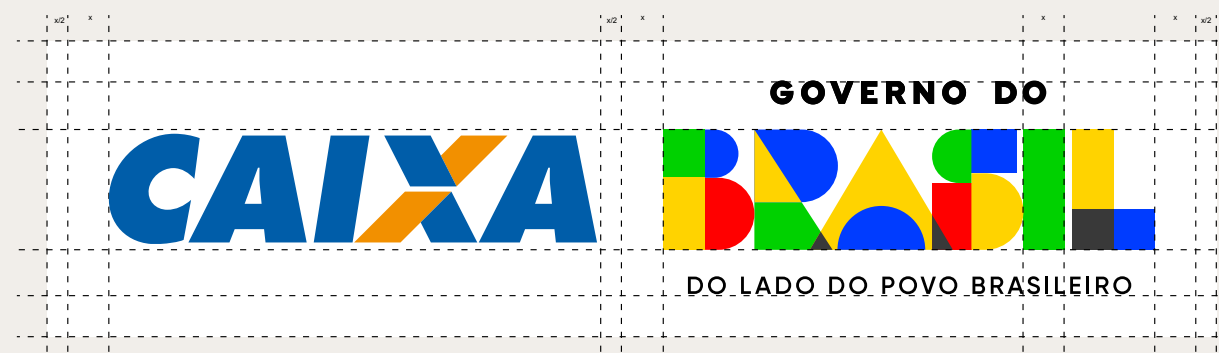 x/2 x x/2 x x x x/2
GOVERNO DO
CAIXA BRASIL
DO LADO DO POVO BRASILEIRO